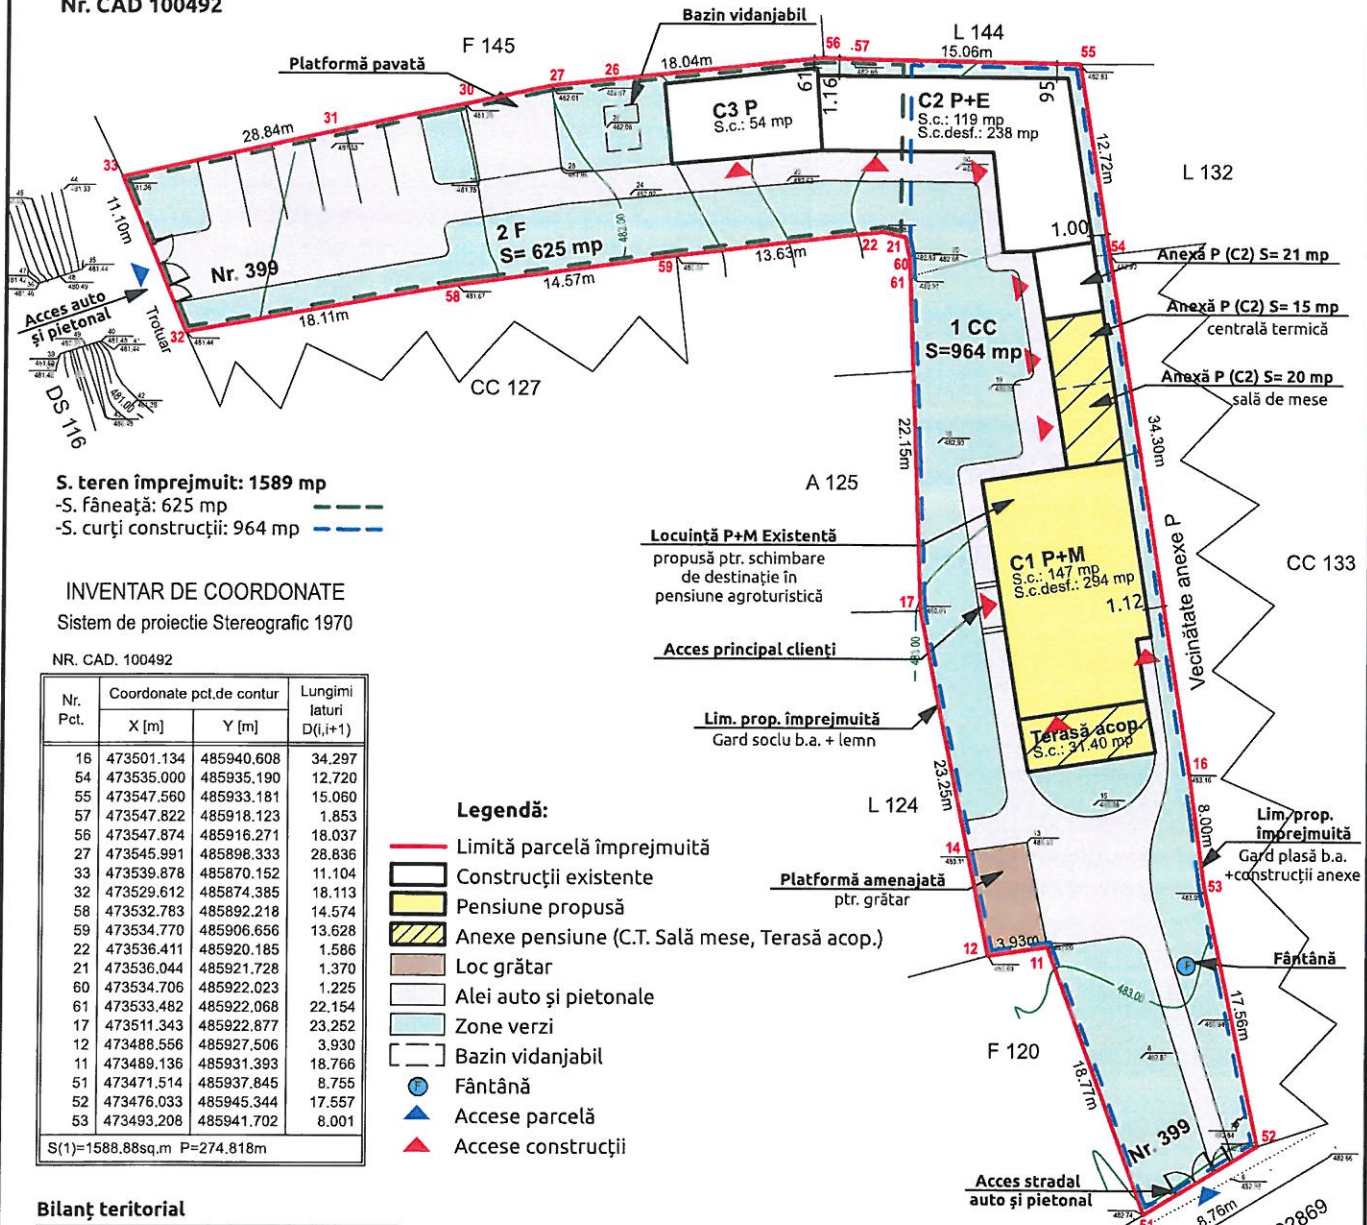 Nr. CAD 100492
Bazin vidanjabil
F 145
L 144
Platformă pavată
56
57
15.06m
55
27
26
18.04m
30
31
28.84m
33
61
1.16
95
C3 P
S.c.: 54 mp
C2 P+E
S.c.: 119 mp
S.c.desf.: 238 mp
12.72m
L 132
11.10m
2 F
S= 625 mp
482.00
22
21
60
61
1.00
54
Nr. 399
59
13.63m
14.57m
58
18.11m
32
Acces auto
și pietonal
Trotuar
DS 116
481.00
CC 127
1 CC
S=964 mp
Anexă P (C2) S= 21 mp
Anexă P (C2) S= 15 mp
centrală termică
Anexă P (C2) S= 20 mp
sală de mese
34.30m
22.15m
A 125
S. teren împrejmuit: 1589 mp
-S. fâneață: 625 mp
-S. curți construcții: 964 mp
Locuință P+M Existentă
propusă ptr. schimbare
de destinație în
pensiune agroturistică
C1 P+M
S.c.: 147 mp
S.c.desf.: 294 mp
1.12
Vecinătate anexe P
CC 133
INVENTAR DE COORDONATE
Sistem de proiectie Stereografic 1970
17
Acces principal clienți
NR. CAD. 100492
Nr. Pct.
Coordonate pct.de contur
Lungimi laturi D(i,i+1)
X [m]
Y [m]
16 473501.134 485940.608 34.297
54 473535.000 485935.190 12.720
55 473547.560 485933.181 15.060
57 473547.822 485918.123 1.853
56 473547.874 485916.271 18.037
27 473545.991 485898.333 28.836
33 473539.878 485870.152 11.104
32 473529.612 485874.385 18.113
58 473532.783 485892.218 14.574
59 473534.770 485906.656 13.628
22 473536.411 485920.185 1.586
21 473536.044 485921.728 1.370
60 473534.706 485922.023 1.225
61 473533.482 485922.068 22.154
17 473511.343 485922.877 23.252
12 473488.556 485927.506 3.930
11 473489.136 485931.393 18.766
51 473471.514 485937.845 8.755
52 473476.033 485945.344 17.557
53 473493.208 485941.702 8.001
S(1)=1588.88sq.m P=274.818m
Lim. prop. împrejmuită
Gard soclu b.a. + lemn
Terasă acop.
S.c.: 31.40 mp
16
23.25m
L 124
8.00m
Lim. prop.
împrejmuită
Gard plasă b.a.
+construcții anexe
14
53
Platformă amenajată
ptr. grătar
12
3.93m
11
Fântână
F
483.00
17.56m
F 120
18.77m
Nr. 399
52
Acces stradal
auto și pietonal
51
8.76m
Legendă:
Limită parcelă împrejmuită
Construcții existente
Pensiune propusă
Anexe pensiune (C.T. Sală mese, Terasă acop.)
Loc grătar
Alei auto și pietonale
Zone verzi
Bazin vidanjabil
F Fântână
Accese parcelă
Accese construcții
Bilanț teritorial